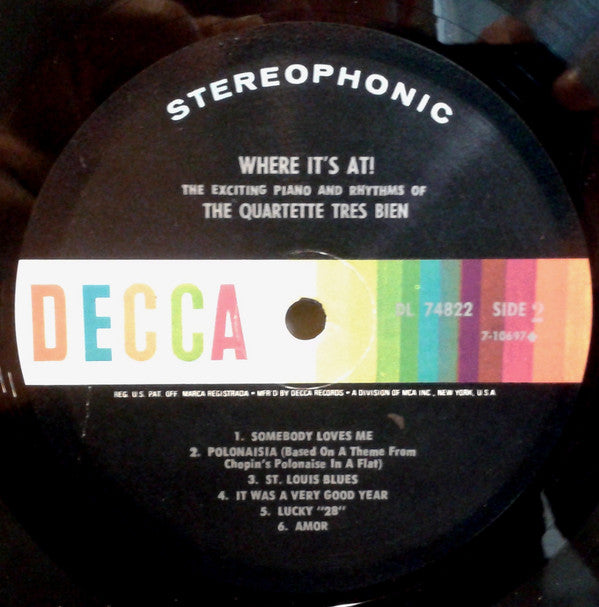 STEREOPHONIC
WHERE IT'S AT!
THE EXCITING PIANO AND RHYTHMS OF
THE QUARTETTE TRES BIEN
DECCA
DL 74822 SIDE 2
7-10697◆
REG. U.S. PAT. OFF. MARCA REGISTRADA • MFR'D BY DECCA RECORDS • A DIVISION OF MCA INC., NEW YORK, U.S.A.
1. SOMEBODY LOVES ME
2. POLONAISIA (Based On A Theme From
Chopin's Polonaise In A Flat)
3. ST. LOUIS BLUES
4. IT WAS A VERY GOOD YEAR
5. LUCKY "28"
6. AMOR